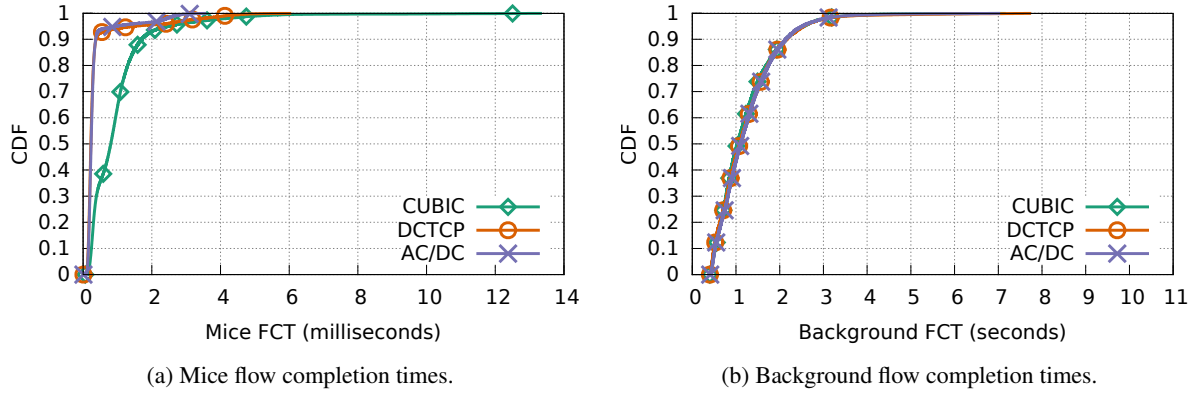 1
0.9
0.8
0.7
0.6
0.5
0.4
0.3
0.2
0.1
0
CDF
CUBIC
DCTCP
AC/DC
0 2 4 6 8 10 12 14
Mice FCT (milliseconds)
(a) Mice flow completion times.
1
0.9
0.8
0.7
0.6
0.5
0.4
0.3
0.2
0.1
0
CDF
CUBIC
DCTCP
AC/DC
0 1 2 3 4 5 6 7 8 9 10 11
Background FCT (seconds)
(b) Background flow completion times.